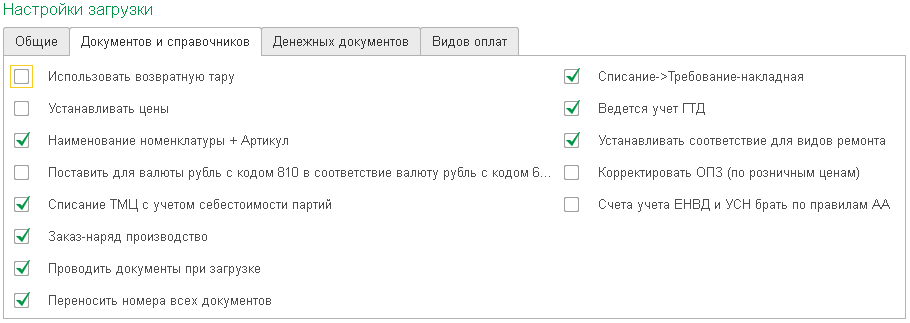 Настройки загрузки
Общие
Документов и справочников
Денежных документов
Видов оплат
Использовать возвратную тару
Устанавливать цены
Наименование номенклатуры + Артикул
Поставить для валюты рубль с кодом 810 в соответствие валюту рубль с кодом 6...
Списание ТМЦ с учетом себестоимости партий
Заказ-наряд производство
Проводить документы при загрузке
Переносить номера всех документов
Списание->Требование-накладная
Ведется учет ГТД
Устанавливать соответствие для видов ремонта
Корректировать ОПЗ (по розничным ценам)
Счета учета ЕНВД и УСН брать по правилам АА